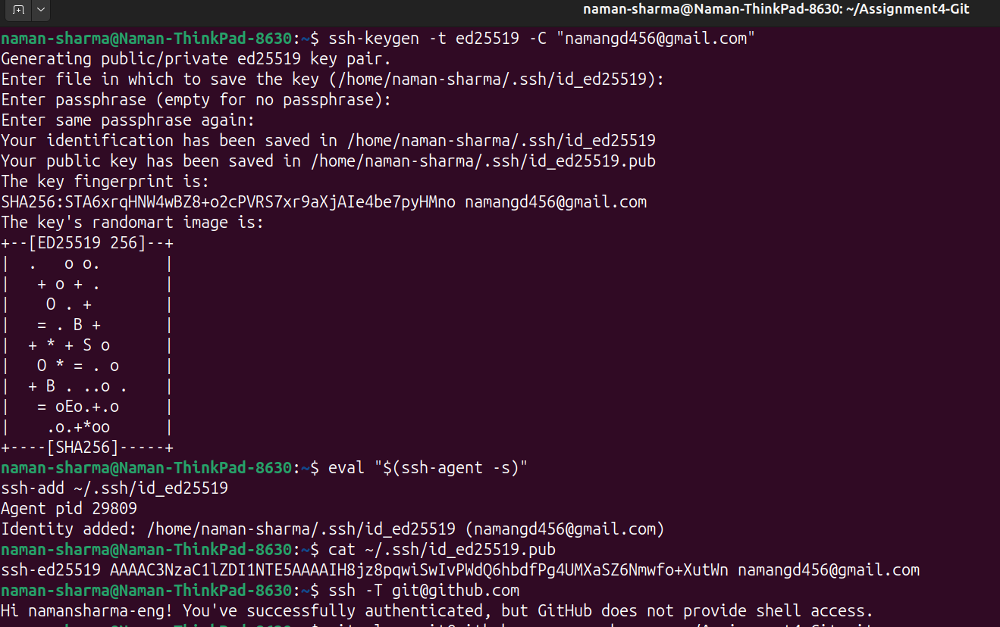 naman-sharma@Naman-ThinkPad-8630: ~/Assignment4-Git
naman-sharma@Naman-ThinkPad-8630:~$ ssh-keygen -t ed25519 -C "namangd456@gmail.com"
Generating public/private ed25519 key pair.
Enter file in which to save the key (/home/naman-sharma/.ssh/id_ed25519):
Enter passphrase (empty for no passphrase):
Enter same passphrase again:
Your identification has been saved in /home/naman-sharma/.ssh/id_ed25519
Your public key has been saved in /home/naman-sharma/.ssh/id_ed25519.pub
The key fingerprint is:
SHA256:STA6xrqHNW4wBZ8+o2cPVRS7xr9aXjAIe4be7pyHMno namangd456@gmail.com
The key's randomart image is:
+--[ED25519 256]--+
|  .   o o.       |
|   + o + .       |
|    O . +        |
|   = . B +       |
|  + * + S o      |
|   O * = . o     |
|  + B . ..o .    |
|   = oEo.+.o     |
|    .o.+*oo      |
+----[SHA256]-----+
naman-sharma@Naman-ThinkPad-8630:~$ eval "$(ssh-agent -s)"
ssh-add ~/.ssh/id_ed25519
Agent pid 29809
Identity added: /home/naman-sharma/.ssh/id_ed25519 (namangd456@gmail.com)
naman-sharma@Naman-ThinkPad-8630:~$ cat ~/.ssh/id_ed25519.pub
ssh-ed25519 AAAAC3NzaC1lZDI1NTE5AAAAIH8jz8pqwiSwIvPWdQ6hbdfPg4UMXaSZ6Nmwfo+XutWn namangd456@gmail.com
naman-sharma@Naman-ThinkPad-8630:~$ ssh -T git@github.com
Hi namansharma-eng! You've successfully authenticated, but GitHub does not provide shell access.